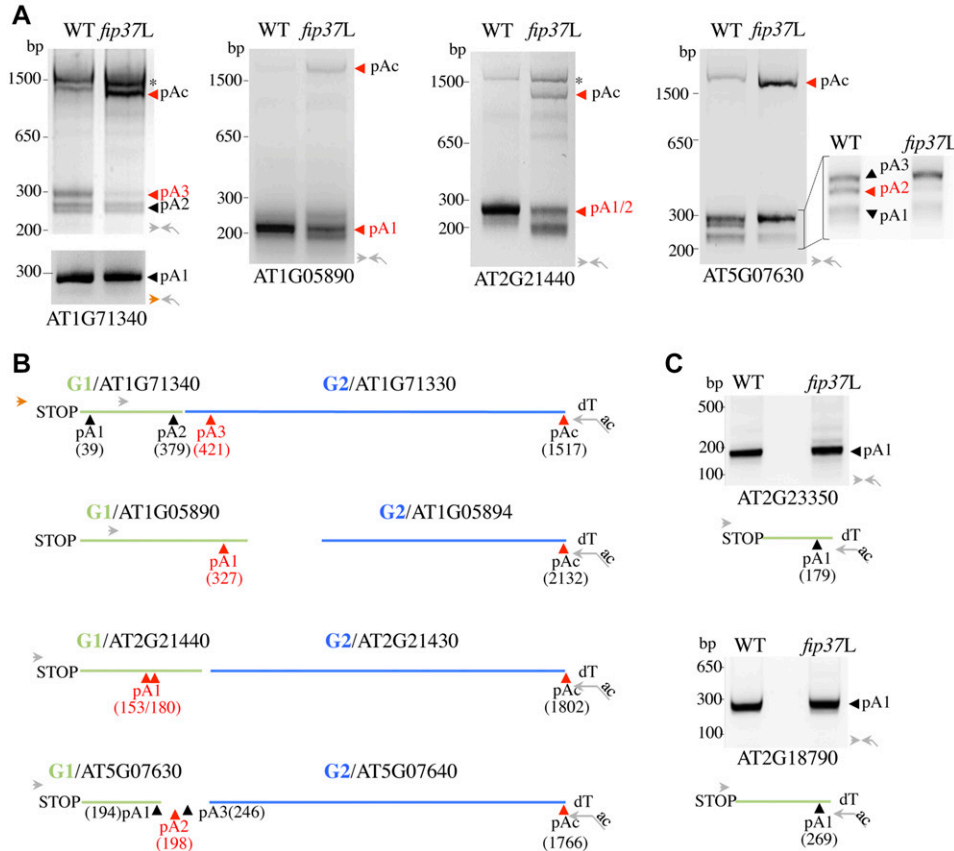 A
WT fip37L
bp
1500
*
pAc
650
300
pA3
pA2
200
300
pA1
AT1G71340
WT fip37L
bp
pAc
1500
650
300
200
pA1
AT1G05890
WT fip37L
bp
1500
*
pAc
650
300
pA1/2
200
AT2G21440
WT fip37L
bp
1500
pAc
650
300
200
AT5G07630
WT fip37L
pA3
pA2
pA1
B
G1/AT1G71340 G2/AT1G71330
STOP dT ac
pA1 pA2 pA3 pAc
(39) (379) (421) (1517)
G1/AT1G05890 G2/AT1G05894
STOP dT ac
pA1 pAc
(327) (2132)
G1/AT2G21440 G2/AT2G21430
STOP dT ac
pA1 pAc
(153/180) (1802)
G1/AT5G07630 G2/AT5G07640
STOP dT ac
(194)pA1 pA3(246)
pA2 pAc
(198) (1766)
C
bp WT fip37L
500
200
pA1
100
AT2G23350
STOP dT ac
pA1
(179)
bp WT fip37L
650
300
pA1
100
AT2G18790
STOP dT ac
pA1
(269)